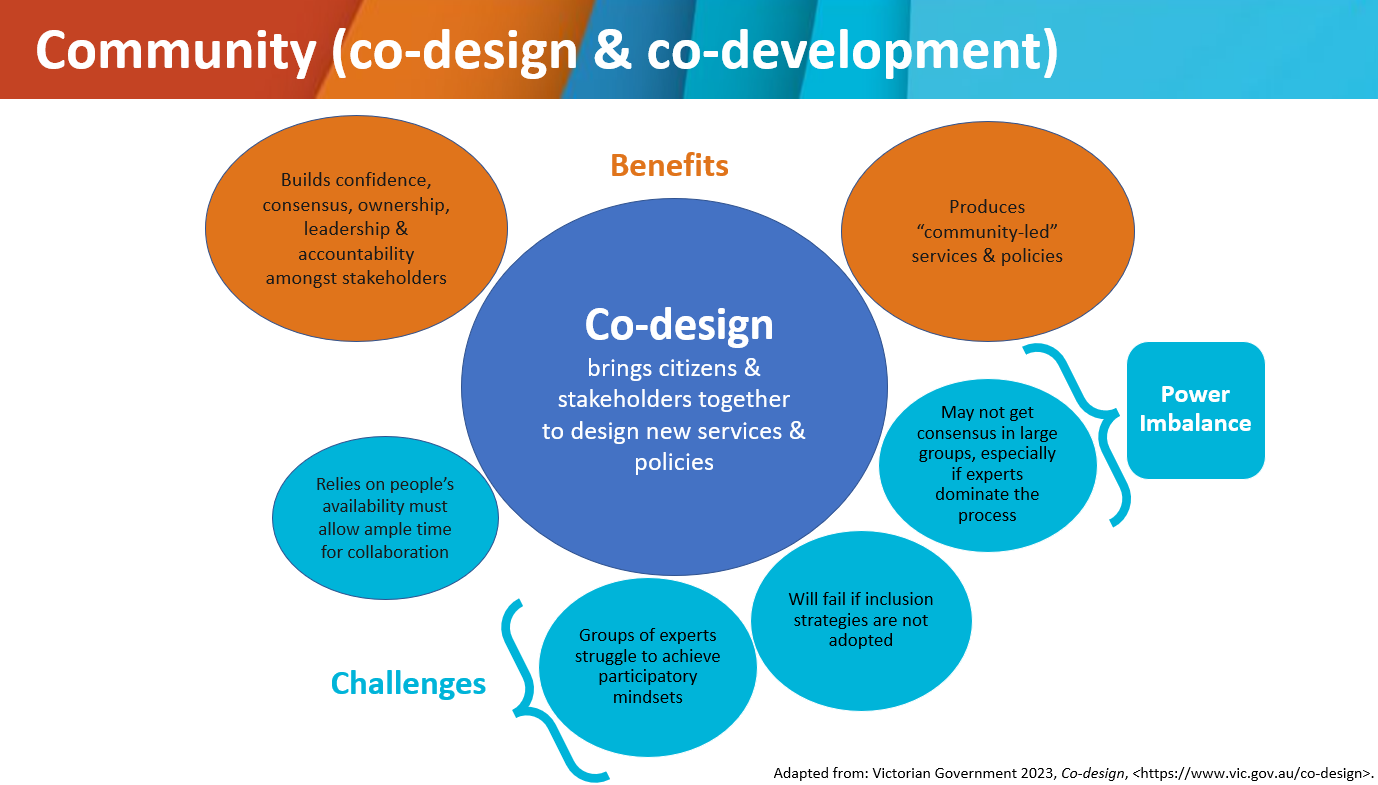 Community (co-design & co-development)
Benefits
Builds confidence,
consensus, ownership,
leadership &
accountability
amongst stakeholders
Produces
“community-led”
services & policies
Co-design
brings citizens &
stakeholders together
to design new services &
policies
Power
Imbalance
May not get
consensus in large
groups, especially
if experts
dominate the
process
Relies on people’s
availability must
allow ample time
for collaboration
Will fail if inclusion
strategies are not
adopted
Groups of experts
struggle to achieve
participatory
mindsets
Challenges
Adapted from: Victorian Government 2023, Co-design, <https://www.vic.gov.au/co-design>.